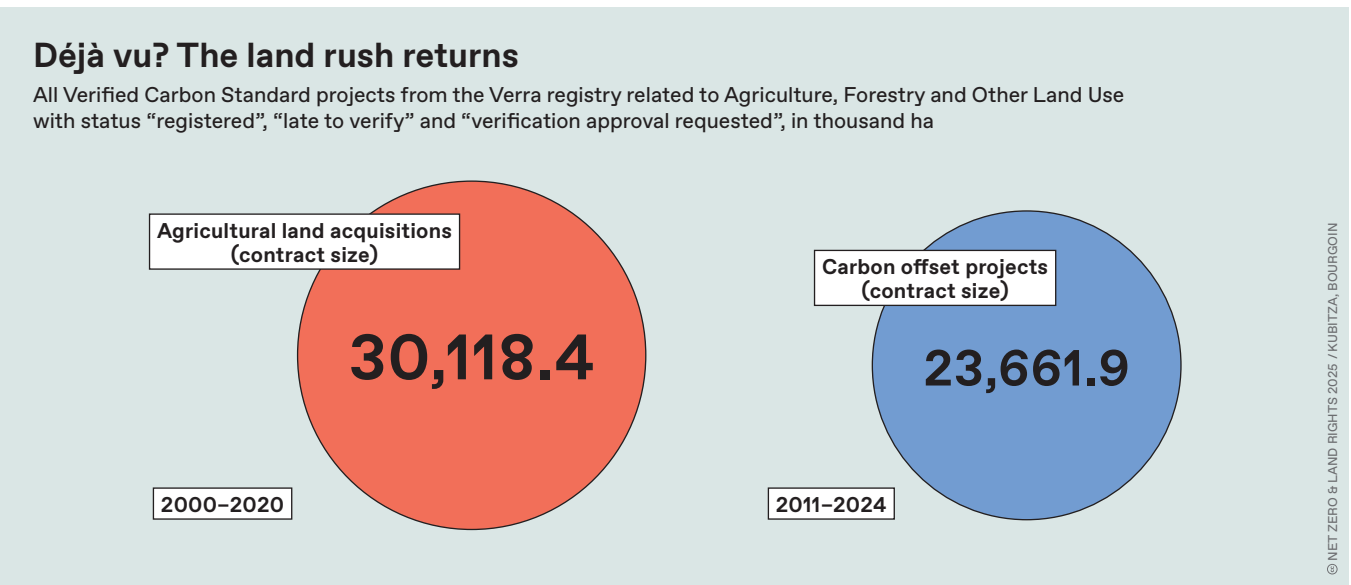 Déjà vu? The land rush returns
All Verified Carbon Standard projects from the Verra registry related to Agriculture, Forestry and Other Land Use
with status “registered”, “late to verify” and “verification approval requested”, in thousand ha
Agricultural land acquisitions
(contract size)
30,118.4
2000–2020
Carbon offset projects
(contract size)
23,661.9
2011–2024
© NET ZERO & LAND RIGHTS 2025 / KUBITZA, BOURGOIN